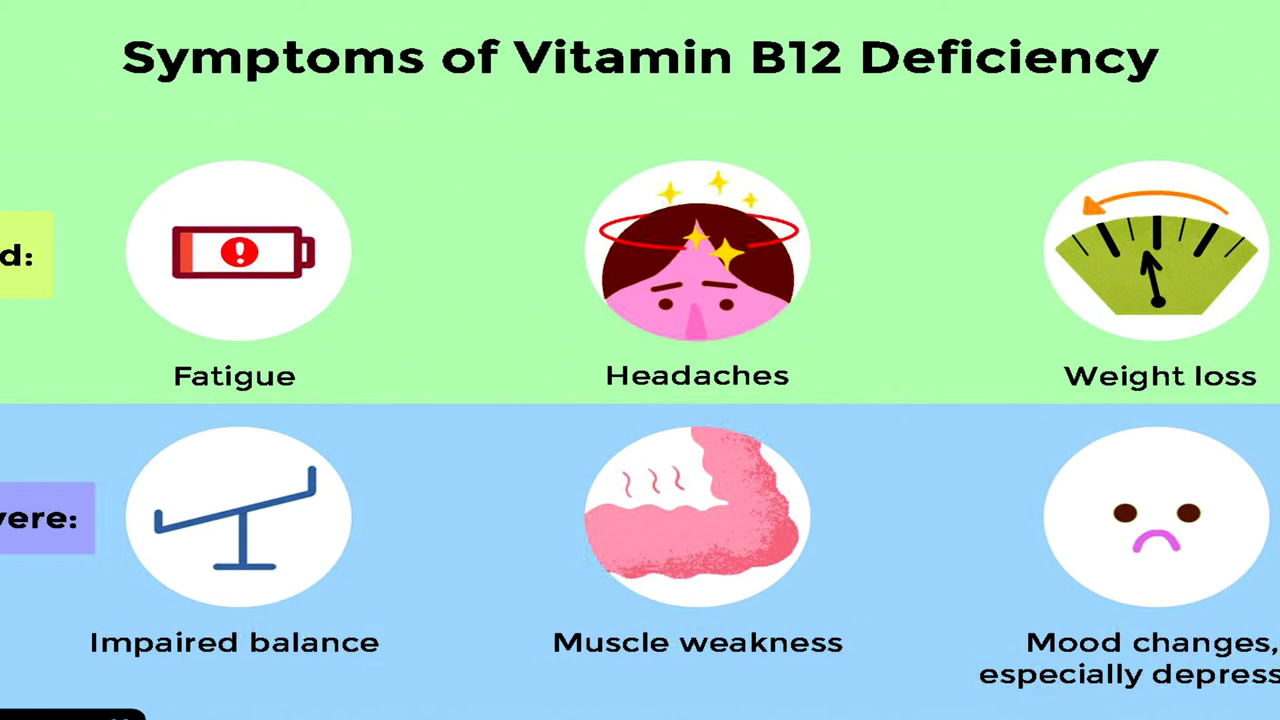 Symptoms of Vitamin B12 Deficiency
d:
Fatigue
Headaches
Weight loss
vere:
Impaired balance
Muscle weakness
Mood changes,
especially depress